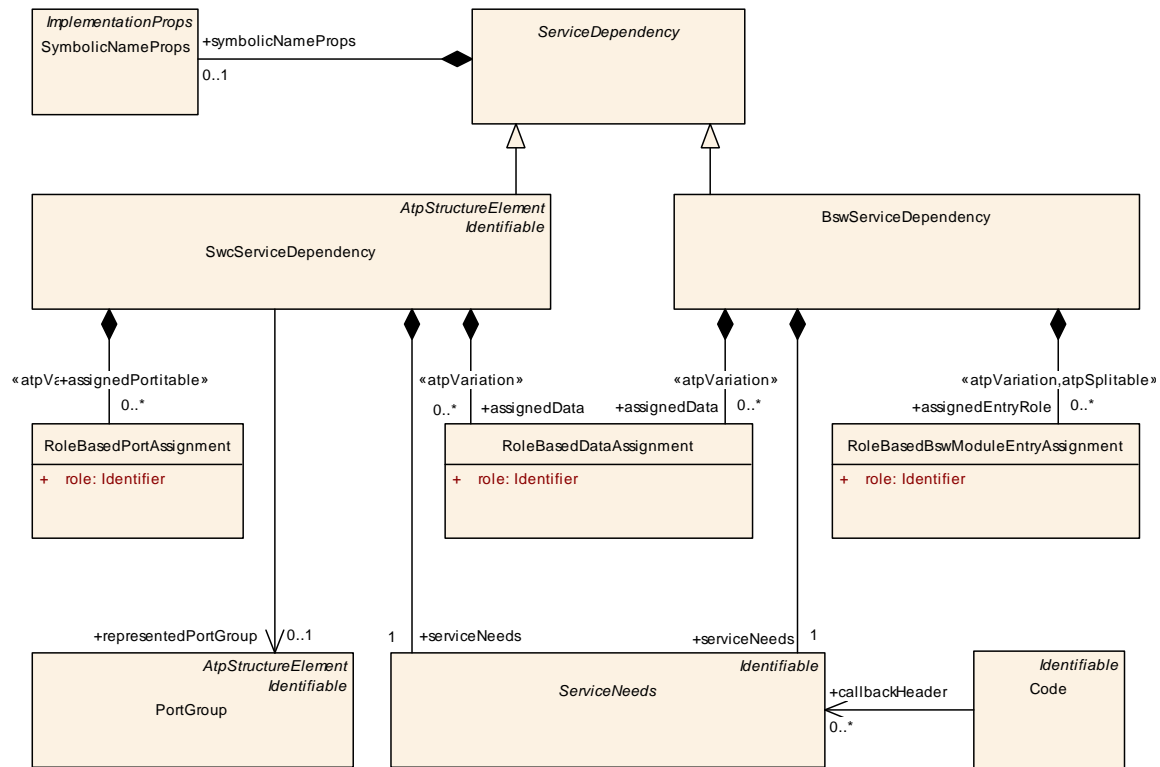 ImplementationProps
SymbolicNameProps
+symbolicNameProps
0..1
ServiceDependency
AtpStructureElement
Identifiable
SwcServiceDependency
BswServiceDependency
«atpVa+assignedPortitable»
0..*
«atpVariation»
0..* +assignedData
«atpVariation»
+assignedData 0..*
«atpVariation,atpSplitable»
+assignedEntryRole 0..*
RoleBasedPortAssignment
+ role: Identifier
RoleBasedDataAssignment
+ role: Identifier
RoleBasedBswModuleEntryAssignment
+ role: Identifier
+representedPortGroup 0..1
1 +serviceNeeds
+serviceNeeds 1
AtpStructureElement
Identifiable
PortGroup
Identifiable
ServiceNeeds
+callbackHeader
0..*
Identifiable
Code